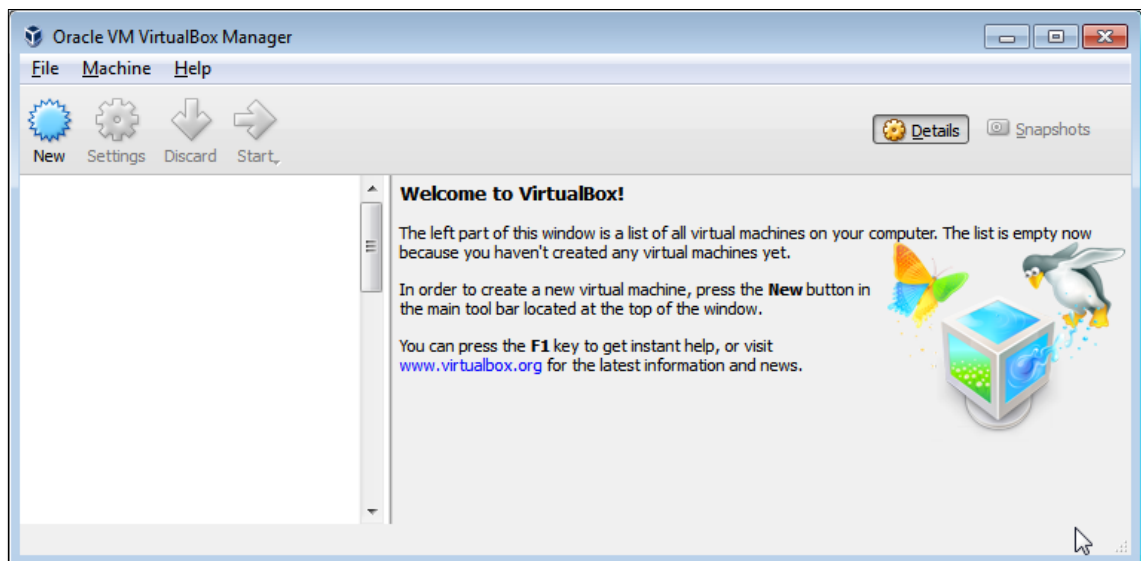 Oracle VM VirtualBox Manager
File Machine Help
New Settings Discard Start
Details Snapshots
Welcome to VirtualBox!
The left part of this window is a list of all virtual machines on your computer. The list is empty now
because you haven't created any virtual machines yet.
In order to create a new virtual machine, press the New button in
the main tool bar located at the top of the window.
You can press the F1 key to get instant help, or visit
www.virtualbox.org for the latest information and news.